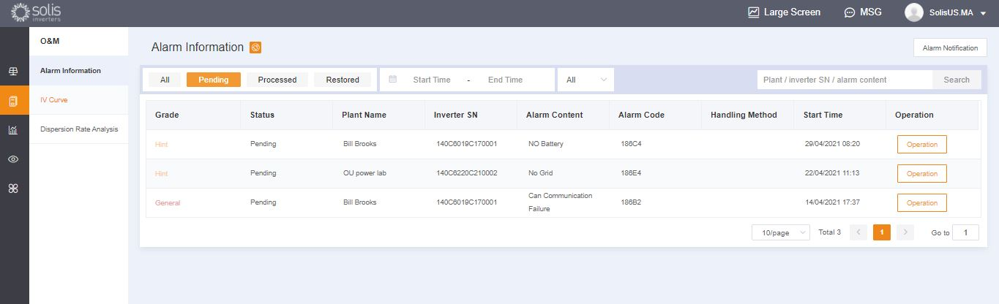 solis
inverters
Large Screen
MSG
SolisUS.MA
O&M
Alarm Information
IV Curve
Dispersion Rate Analysis
Alarm Information
Alarm Notification
All Pending Processed Restored Start Time - End Time All Plant / inverter SN / alarm content Search
Grade Status Plant Name Inverter SN Alarm Content Alarm Code Handling Method Start Time Operation
Hint Pending Bill Brooks 140C6019C170001 NO Battery 186C4 29/04/2021 08:20 Operation
Hint Pending OU power lab 140C6220C210002 No Grid 186E4 22/04/2021 11:13 Operation
General Pending Bill Brooks 140C6019C170001 Can Communication Failure 186B2 14/04/2021 17:37 Operation
10/page Total 3 < 1 > Go to 1